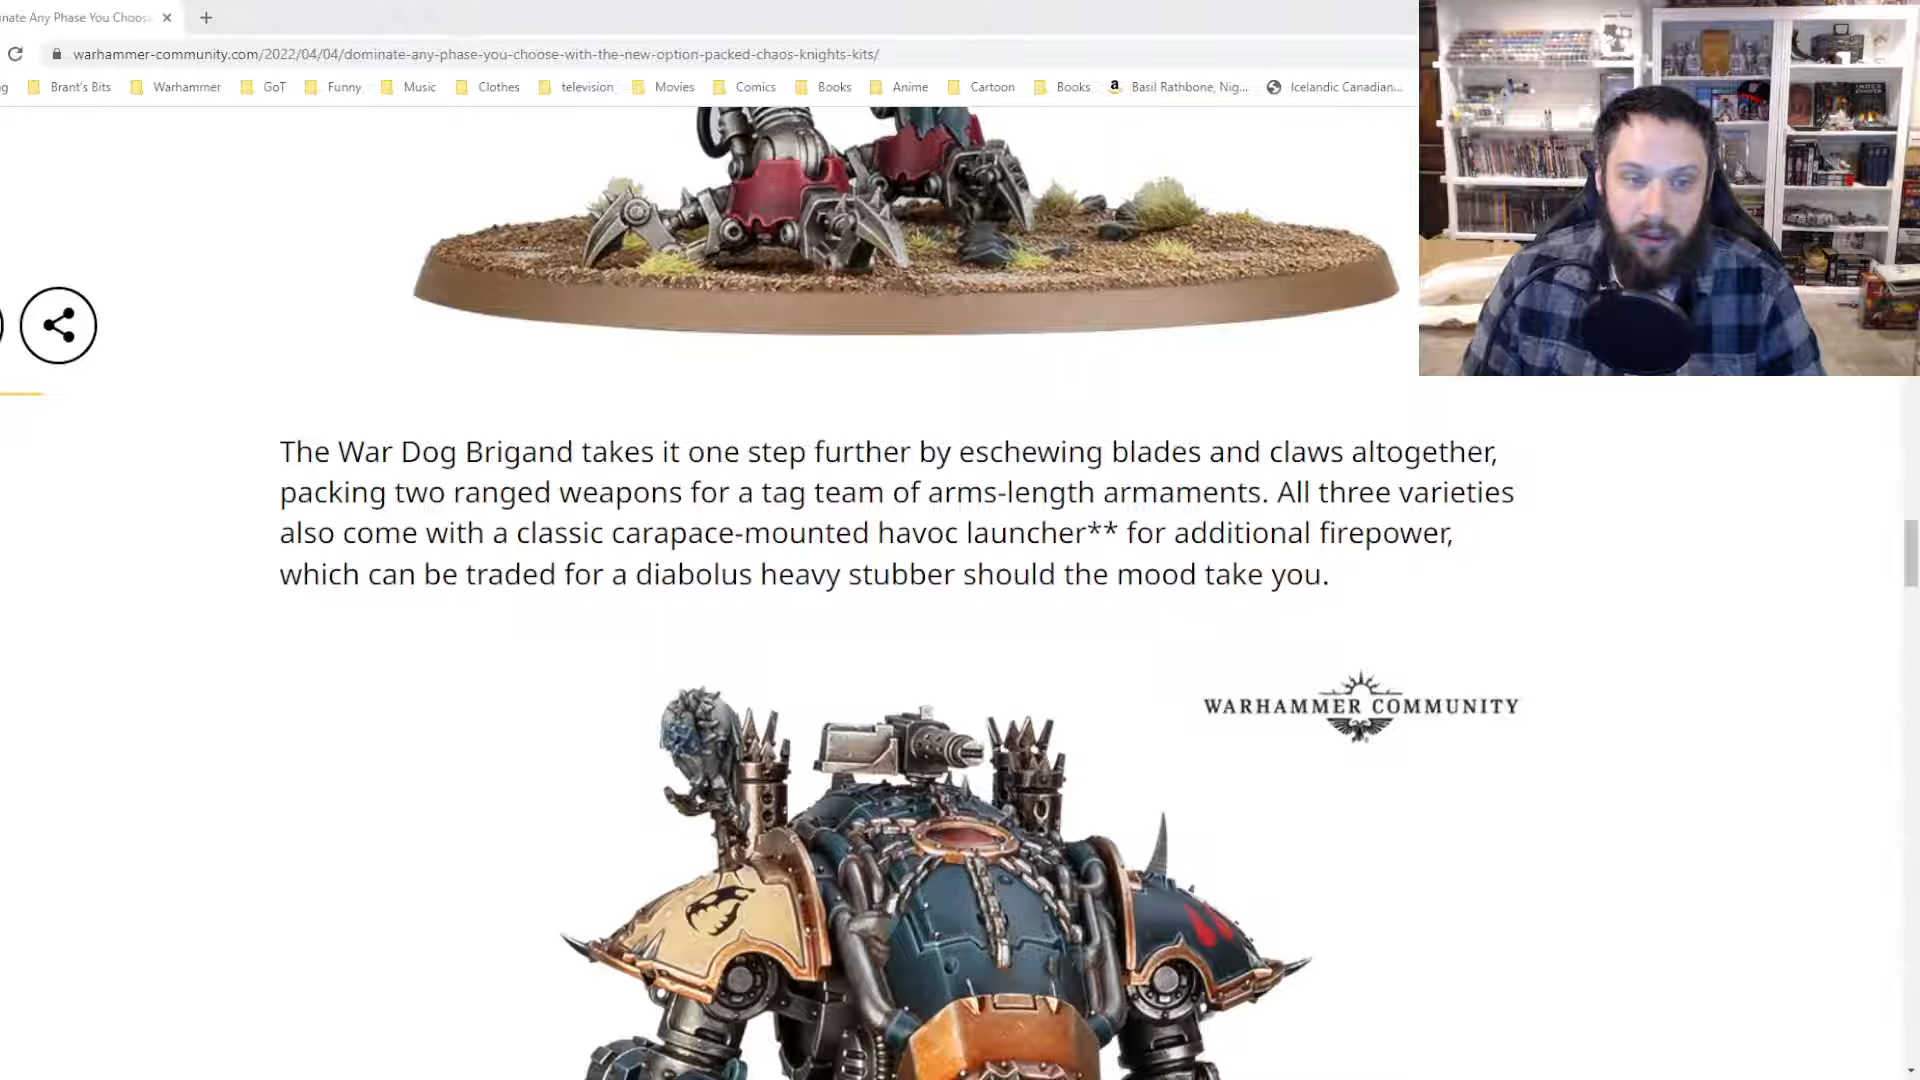 nate Any Phase You Choos
warhammer-community.com/2022/04/04/dominate-any-phase-you-choose-with-the-new-option-packed-chaos-knights-kits/
g Brant's Bits Warhammer GoT Funny Music Clothes television Movies Comics Books Anime Cartoon Books Basil Rathbone, Nig... Icelandic Canadian...
The War Dog Brigand takes it one step further by eschewing blades and claws altogether,
packing two ranged weapons for a tag team of arms-length armaments. All three varieties
also come with a classic carapace-mounted havoc launcher** for additional firepower,
which can be traded for a diabolus heavy stubber should the mood take you.
WARHAMMER COMMUNITY